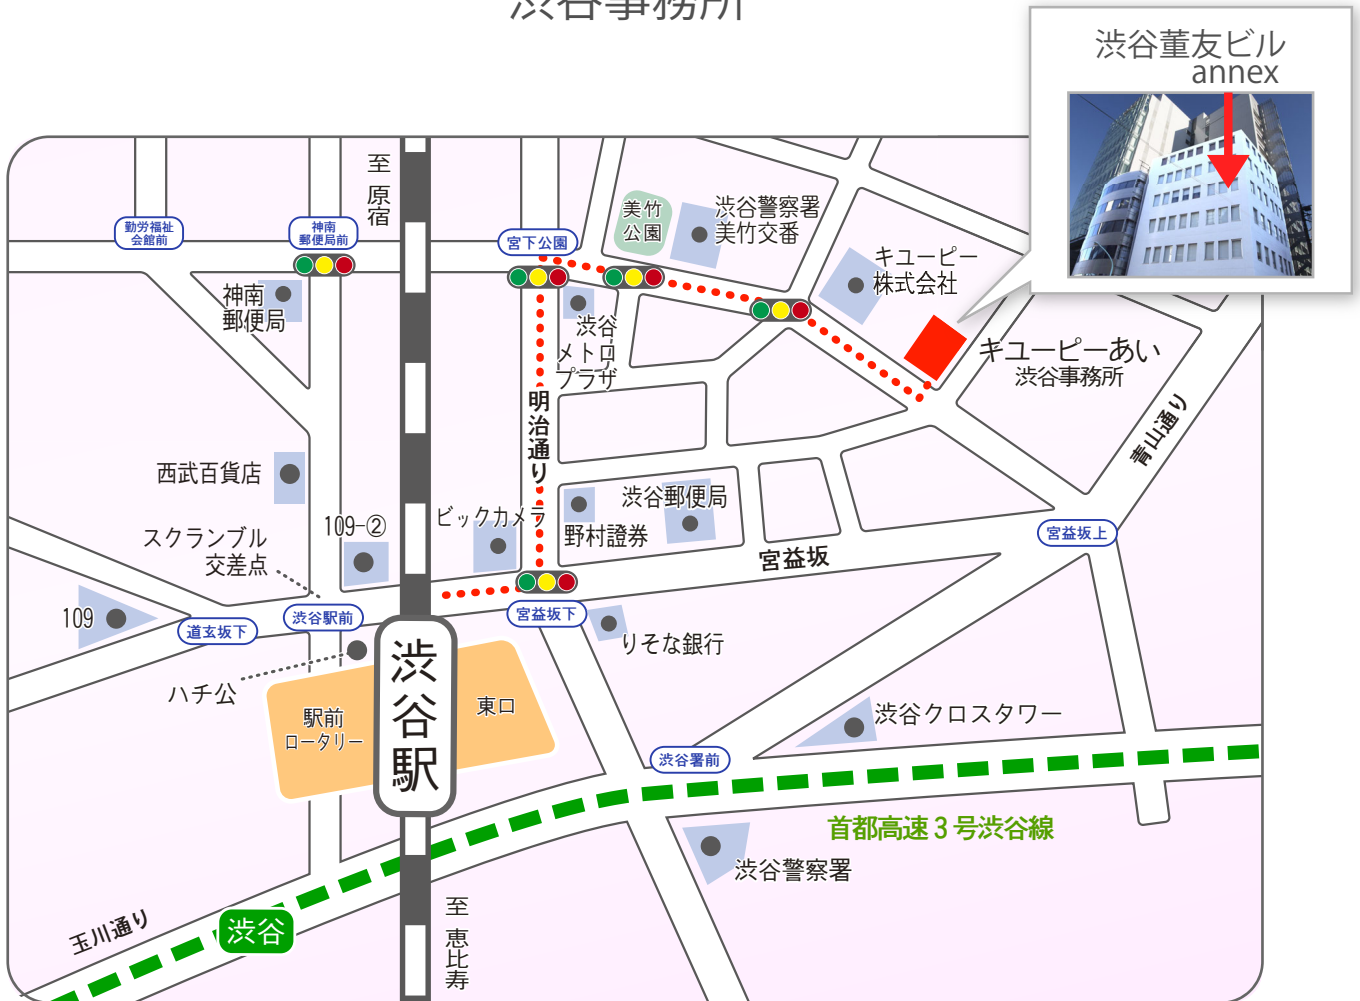 渋谷事務所
渋谷董友ビル
annex
至
原
宿
勤労福祉
会館前
神南
郵便局前
宮下公園
美竹
公園
渋谷警察署
美竹交番
キユーピー
株式会社
神南
郵便局
渋谷
メトロ
プラザ
キユーピーあい
渋谷事務所
明治通り
青山通り
西武百貨店
スクランブル
交差点
109-②
ビックカメラ
野村證券
渋谷郵便局
宮益坂
宮益坂上
109
道玄坂下
渋谷駅前
宮益坂下
りそな銀行
ハチ公
駅前
ロータリー
渋谷駅
東口
渋谷クロスタワー
渋谷署前
首都高速3号渋谷線
渋谷警察署
玉川通り
渋谷
至
恵
比
寿